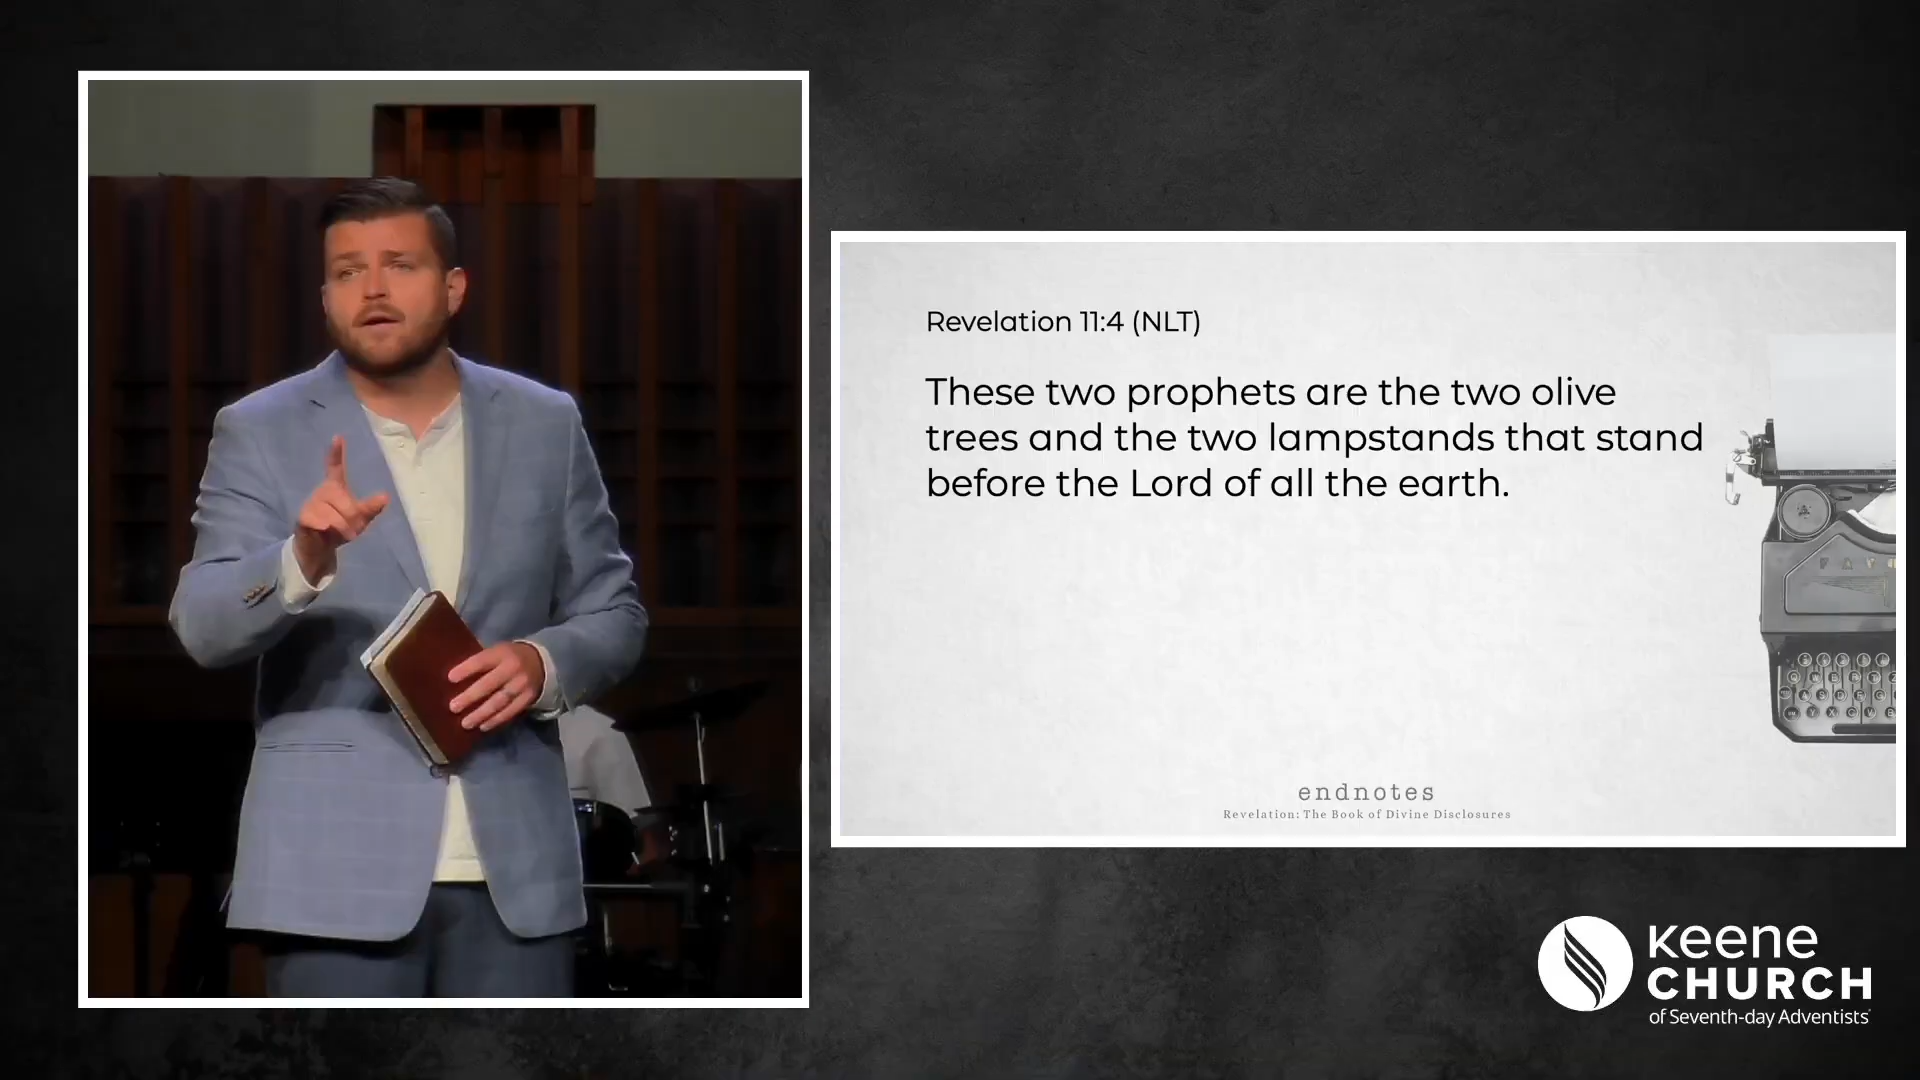 Revelation 11:4 (NLT)
These two prophets are the two olive
trees and the two lampstands that stand
before the Lord of all the earth.
endnotes
Revelation: The Book of Divine Disclosures
Keene
CHURCH
of Seventh-day Adventists